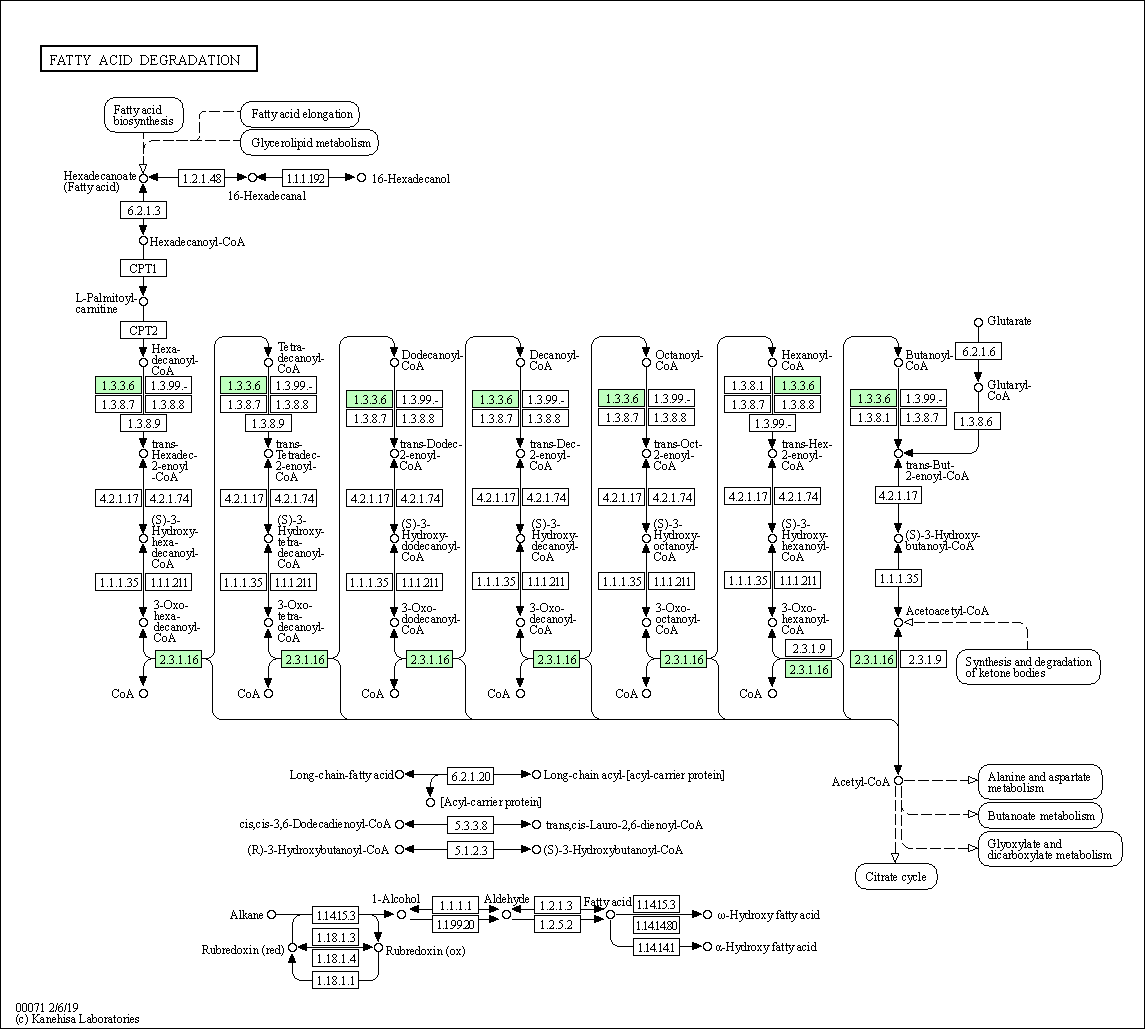 FATTY ACID DEGRADATION
Fatty acid
biosynthesis
Fatty acid elongation
Glycerolipid metabolism
Hexadecanoate
(Fatty acid)
1.2.1.48
16-Hexadecanal
1.1.1.192
16-Hexadecanol
6.2.1.3
Hexadecanoyl-CoA
CPT1
L-Palmitoyl-
carnitine
CPT2
Hexa-
decanoyl-
CoA
1.3.3.6
1.3.99.-
1.3.8.7
1.3.8.8
1.3.8.9
trans-
Hexadec-
2-enoyl
-CoA
4.2.1.17
4.2.1.74
(S)-3-
Hydroxy-
hexa-
decanoyl-
CoA
1.1.1.35
1.1.1.211
3-Oxo-
hexa-
decanoyl-
CoA
2.3.1.16
CoA
Tetra-
decanoyl-
CoA
1.3.3.6
1.3.99.-
1.3.8.7
1.3.8.8
1.3.8.9
trans-
Tetradec-
2-enoyl-
CoA
4.2.1.17
4.2.1.74
(S)-3-
Hydroxy-
tetra-
decanoyl-
CoA
1.1.1.35
1.1.1.211
3-Oxo-
tetra-
decanoyl-
CoA
2.3.1.16
CoA
Dodecanoyl-
CoA
1.3.3.6
1.3.99.-
1.3.8.7
1.3.8.8
trans-Dodec-
2-enoyl-
CoA
4.2.1.17
4.2.1.74
(S)-3-
Hydroxy-
dodecanoyl-
CoA
1.1.1.35
1.1.1.211
3-Oxo-
dodecanoyl-
CoA
2.3.1.16
CoA
Decanoyl-
CoA
1.3.3.6
1.3.99.-
1.3.8.7
1.3.8.8
trans-Dec-
2-enoyl-
CoA
4.2.1.17
4.2.1.74
(S)-3-
Hydroxy-
decanoyl-
CoA
1.1.1.35
1.1.1.211
3-Oxo-
decanoyl-
CoA
2.3.1.16
CoA
Octanoyl-
CoA
1.3.3.6
1.3.99.-
1.3.8.7
1.3.8.8
trans-Oct-
2-enoyl-
CoA
4.2.1.17
4.2.1.74
(S)-3-
Hydroxy-
octanoyl-
CoA
1.1.1.35
1.1.1.211
3-Oxo-
octanoyl-
CoA
2.3.1.16
CoA
Hexanoyl-
CoA
1.3.8.1
1.3.3.6
1.3.8.7
1.3.8.8
1.3.99.-
trans-Hex-
2-enoyl-
CoA
4.2.1.17
4.2.1.74
(S)-3-
Hydroxy-
hexanoyl-
CoA
1.1.1.35
1.1.1.211
3-Oxo-
hexanoyl-
CoA
2.3.1.9
2.3.1.16
CoA
Butanoyl-
CoA
1.3.3.6
1.3.99.-
1.3.8.1
1.3.8.7
trans-But-
2-enoyl-CoA
4.2.1.17
(S)-3-Hydroxy-
butanoyl-CoA
1.1.1.35
Acetoacetyl-CoA
2.3.1.16
2.3.1.9
Glutarate
6.2.1.6
Glutaryl-
CoA
1.3.8.6
Synthesis and degradation
of ketone bodies
Long-chain-fatty acid
6.2.1.20
Long-chain acyl-[acyl-carrier protein]
[Acyl-carrier protein]
cis,cis-3,6-Dodecadienoyl-CoA
5.3.3.8
trans,cis-Lauro-2,6-dienoyl-CoA
(R)-3-Hydroxybutanoyl-CoA
5.1.2.3
(S)-3-Hydroxybutanoyl-CoA
Acetyl-CoA
Alanine and aspartate
metabolism
Butanoate metabolism
Glyoxylate and
dicarboxylate metabolism
Citrate cycle
Alkane
1.14.15.3
1-Alcohol
1.1.1.1
1.1.99.20
Aldehyde
1.2.1.3
1.2.5.2
Fatty acid
1.14.15.3
1.14.14.80
1.14.14.1
ω-Hydroxy fatty acid
α-Hydroxy fatty acid
Rubredoxin (red)
1.18.1.3
1.18.1.4
1.18.1.1
Rubredoxin (ox)
00071 2/6/19
(c) Kanehisa Laboratories